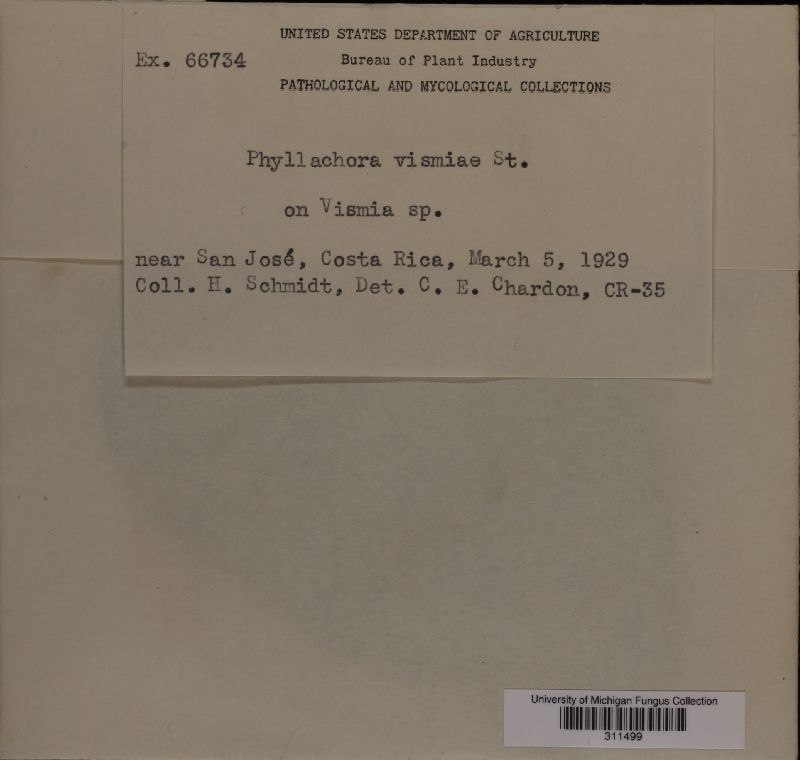 UNITED STATES DEPARTMENT OF AGRICULTURE
Ex. 66734 Bureau of Plant Industry
PATHOLOGICAL AND MYCOLOGICAL COLLECTIONS
Phyllachora vismiae St.
on Vismia sp.
near San José, Costa Rica, March 5, 1929
Coll. H. Schmidt, Det. C. E. Chardon, CR-35
University of Michigan Fungus Collection
311499